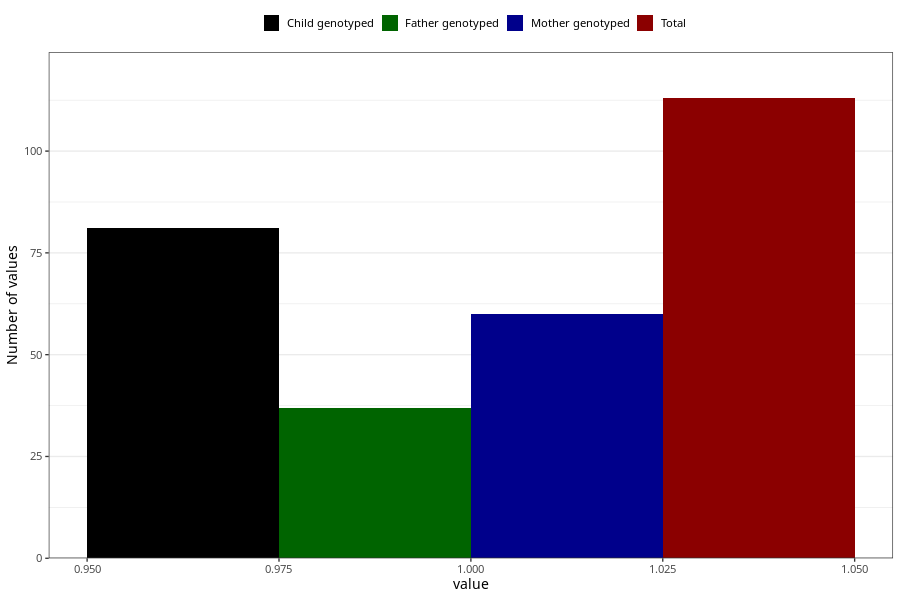 Child genotyped Father genotyped Mother genotyped Total
Number of values
100
75
50
25
0
0.950 0.975 1.000 1.025 1.050
value